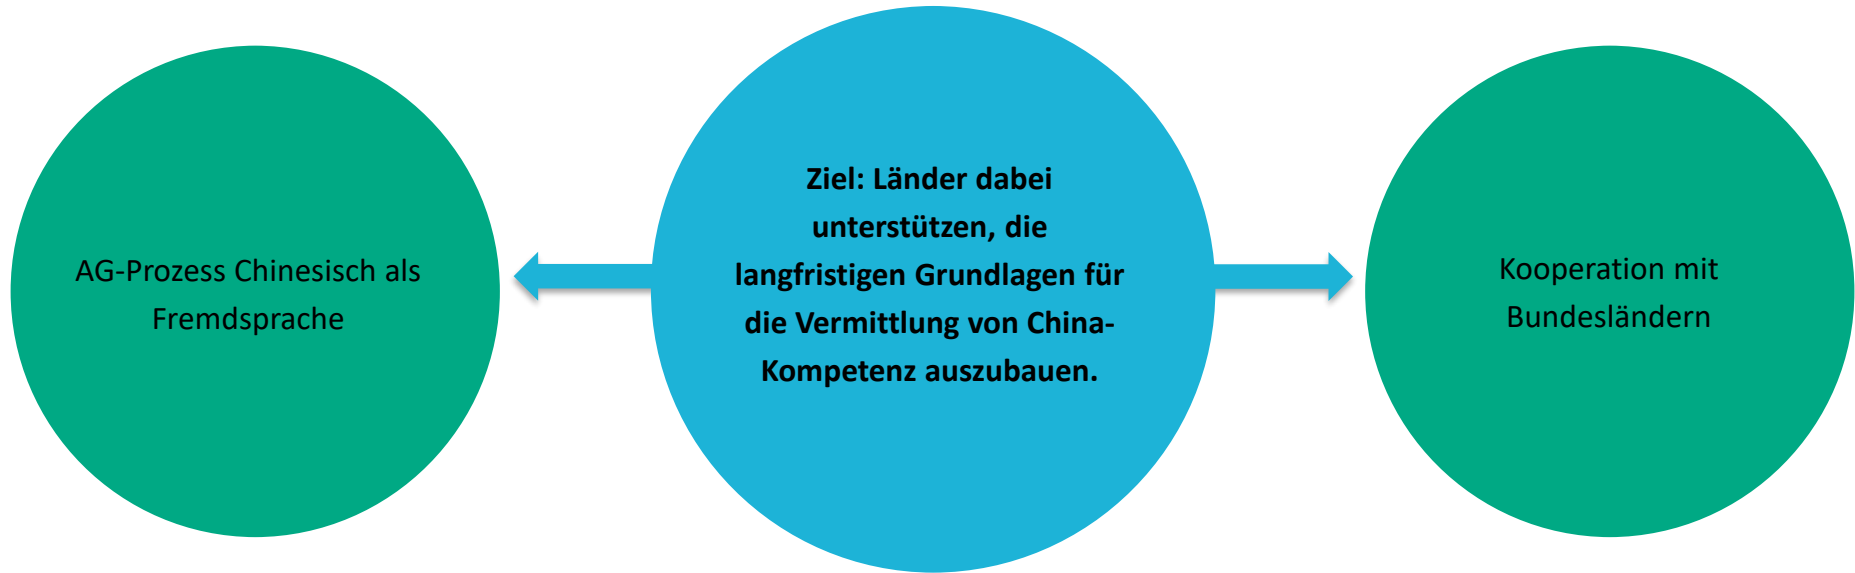 AG-Prozess Chinesisch als
Fremdsprache
Ziel: Länder dabei
unterstützen, die
langfristigen Grundlagen für
die Vermittlung von China-
Kompetenz auszubauen.
Kooperation mit
Bundesländern